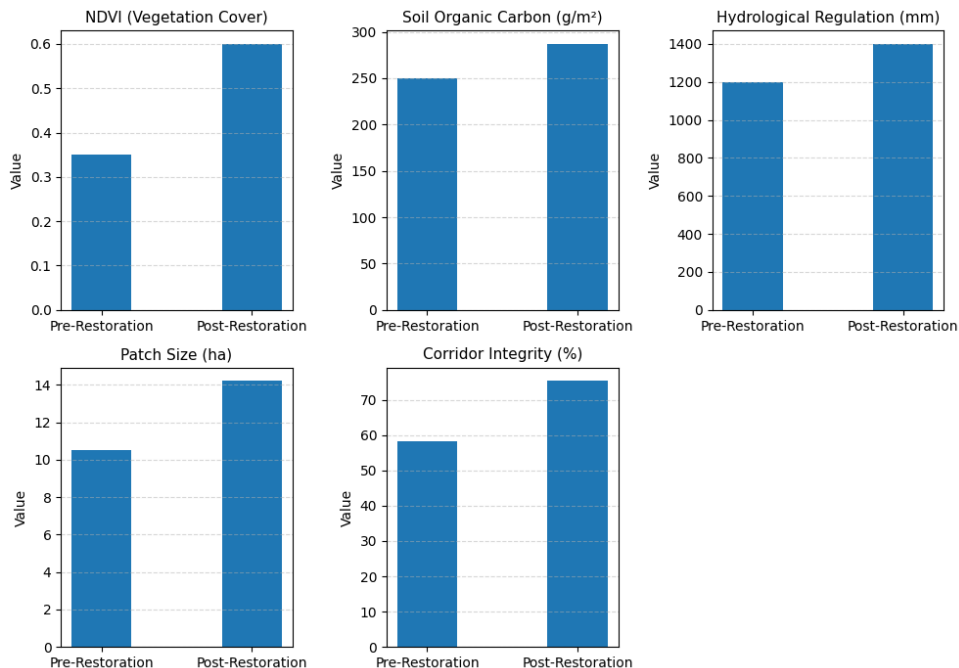 NDVI (Vegetation Cover)
Value
0.6
0.5
0.4
0.3
0.2
0.1
0.0
Pre-Restoration
Post-Restoration
Soil Organic Carbon (g/m²)
Value
300
250
200
150
100
50
0
Pre-Restoration
Post-Restoration
Hydrological Regulation (mm)
Value
1400
1200
1000
800
600
400
200
0
Pre-Restoration
Post-Restoration
Patch Size (ha)
Value
14
12
10
8
6
4
2
0
Pre-Restoration
Post-Restoration
Corridor Integrity (%)
Value
70
60
50
40
30
20
10
0
Pre-Restoration
Post-Restoration